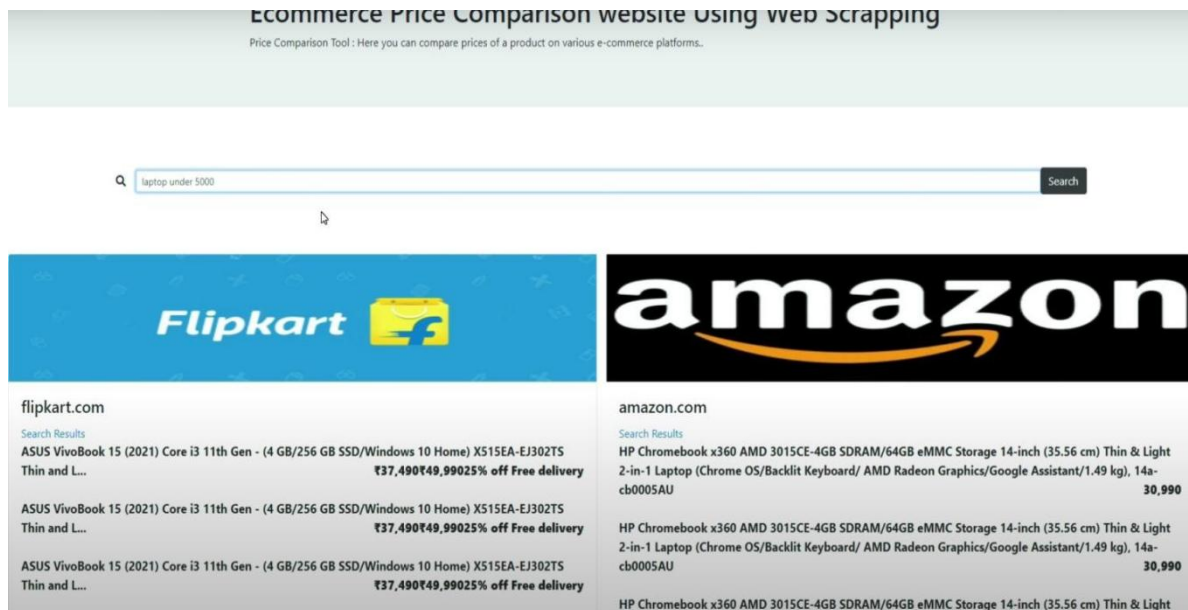 Ecommerce Price Comparison website Using Web Scrapping
Price Comparison Tool : Here you can compare prices of a product on various e-commerce platforms..
laptop under 5000
Search
Flipkart
flipkart.com
Search Results
ASUS VivoBook 15 (2021) Core i3 11th Gen - (4 GB/256 GB SSD/Windows 10 Home) X515EA-EJ302TS
Thin and L... ₹37,490₹49,99025% off Free delivery
ASUS VivoBook 15 (2021) Core i3 11th Gen - (4 GB/256 GB SSD/Windows 10 Home) X515EA-EJ302TS
Thin and L... ₹37,490₹49,99025% off Free delivery
ASUS VivoBook 15 (2021) Core i3 11th Gen - (4 GB/256 GB SSD/Windows 10 Home) X515EA-EJ302TS
Thin and L... ₹37,490₹49,99025% off Free delivery
amazon
amazon.com
Search Results
HP Chromebook x360 AMD 3015CE-4GB SDRAM/64GB eMMC Storage 14-inch (35.56 cm) Thin & Light
2-in-1 Laptop (Chrome OS/Backlit Keyboard/ AMD Radeon Graphics/Google Assistant/1.49 kg), 14a-
cb0005AU 30,990
HP Chromebook x360 AMD 3015CE-4GB SDRAM/64GB eMMC Storage 14-inch (35.56 cm) Thin & Light
2-in-1 Laptop (Chrome OS/Backlit Keyboard/ AMD Radeon Graphics/Google Assistant/1.49 kg), 14a-
cb0005AU 30,990
HP Chromebook x360 AMD 3015CE-4GB SDRAM/64GB eMMC Storage 14-inch (35.56 cm) Thin & Light